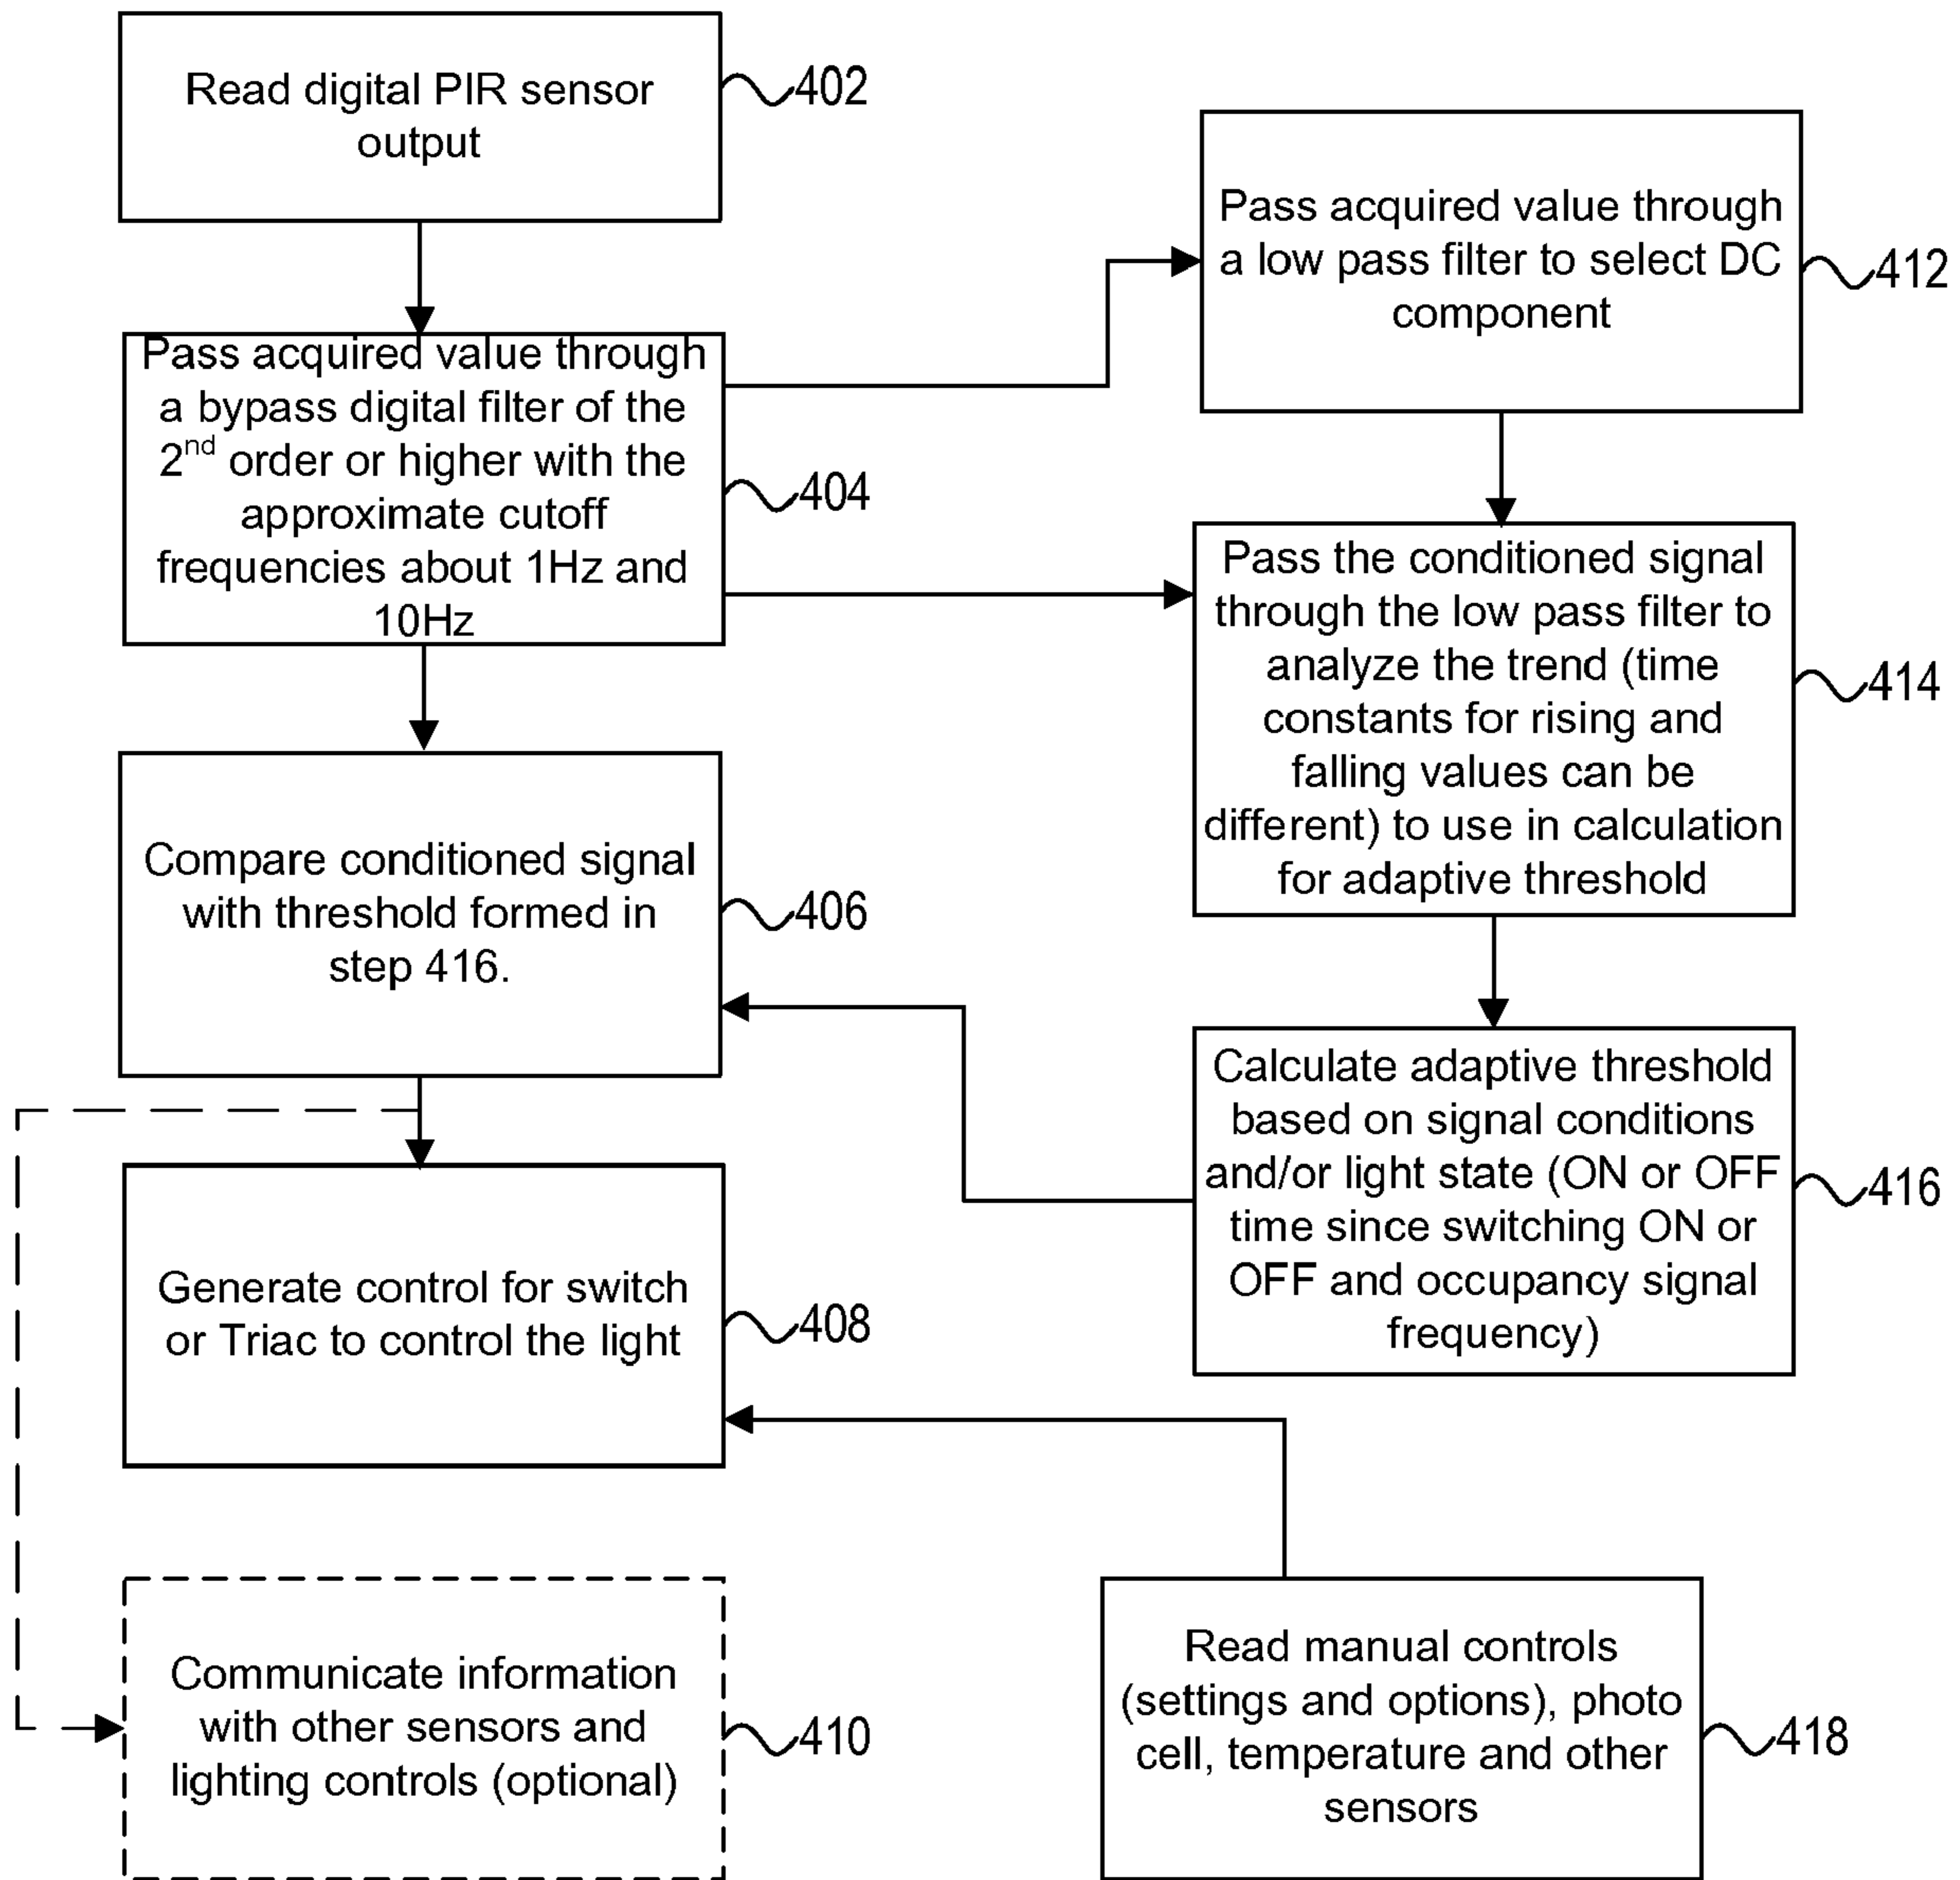 Read digital PIR sensor
output
402
Pass acquired value through
a bypass digital filter of the
2nd order or higher with the
approximate cutoff
frequencies about 1Hz and
10Hz
404
Compare conditioned signal
with threshold formed in
step 416.
406
Generate control for switch
or Triac to control the light
408
Communicate information
with other sensors and
lighting controls (optional)
410
Pass acquired value through
a low pass filter to select DC
component
412
Pass the conditioned signal
through the low pass filter to
analyze the trend (time
constants for rising and
falling values can be
different) to use in calculation
for adaptive threshold
414
Calculate adaptive threshold
based on signal conditions
and/or light state (ON or OFF
time since switching ON or
OFF and occupancy signal
frequency)
416
Read manual controls
(settings and options), photo
cell, temperature and other
sensors
418